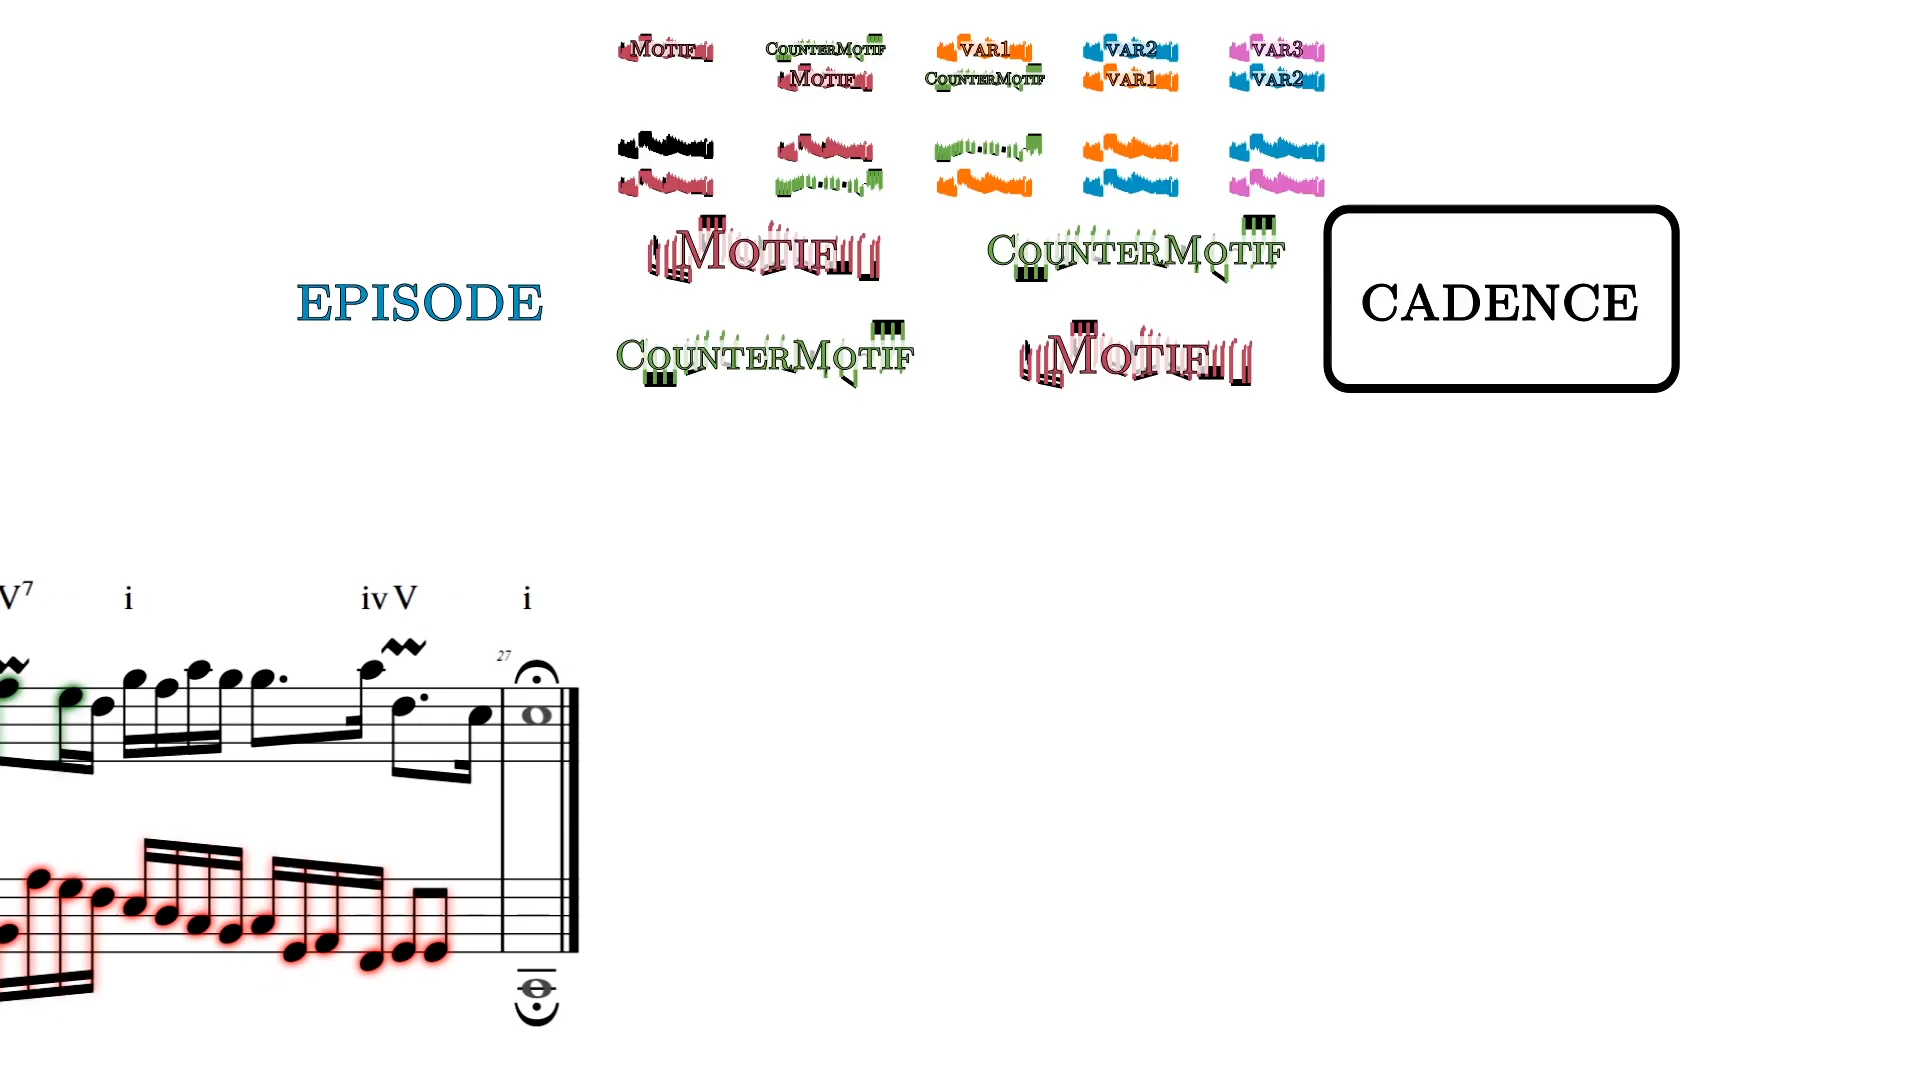 MOTIF COUNTERMOTIF VAR1 VAR2 VAR3
MOTIF COUNTERMOTIF VAR1 VAR2
MOTIF COUNTERMOTIF
EPISODE CADENCE
COUNTERMOTIF MOTIF
V7 i iv V i
27